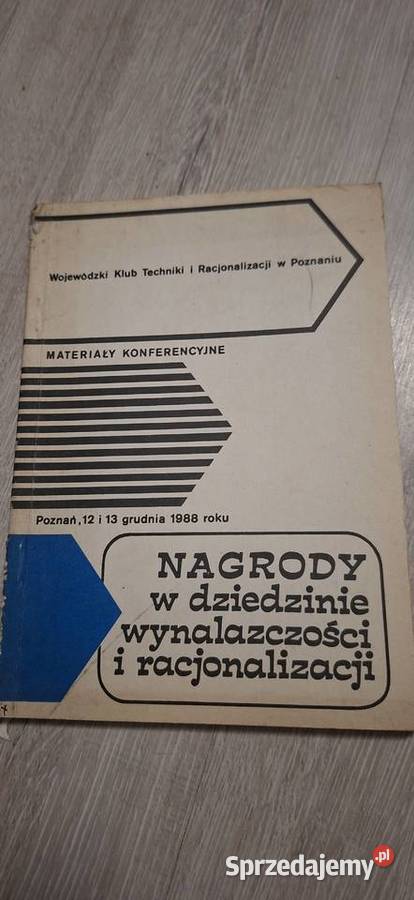 Wojewódzki Klub Techniki i Racjonalizacji w Poznaniu
MATERIAŁY KONFERENCYJNE
Poznań, 12 i 13 grudnia 1988 roku
NAGRODY
w dziedzinie
wynalazczości
i racjonalizacji
Sprzedajemy.pl